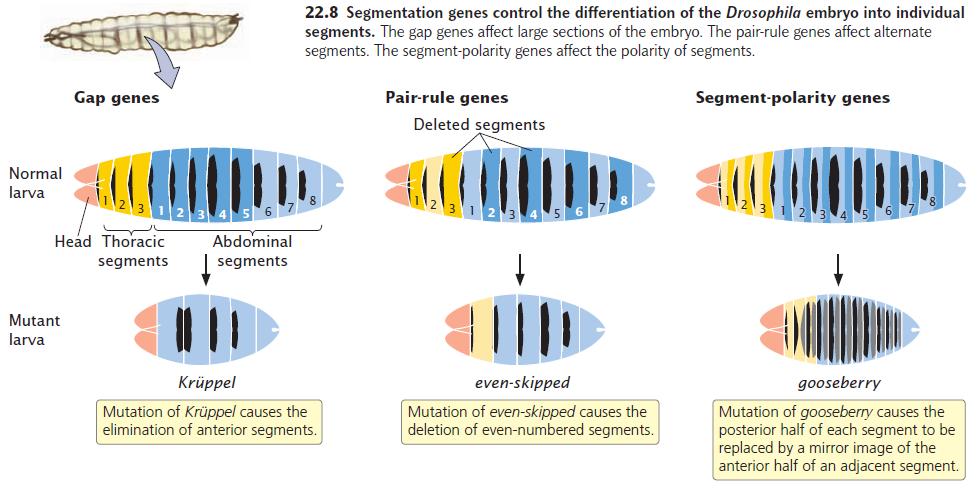 22.8 Segmentation genes control the differentiation of the Drosophila embryo into individual
segments. The gap genes affect large sections of the embryo. The pair-rule genes affect alternate
segments. The segment-polarity genes affect the polarity of segments.
Gap genes
Pair-rule genes
Segment-polarity genes
Deleted segments
Normal
larva
1 2 3 1 2 3 4 5 6 7 8
1 2 3 1 2 3 4 5 6 7 8
1 2 3 1 2 3 4 5 6 7 8
Head
Thoracic
segments
Abdominal
segments
Mutant
larva
Krüppel
even-skipped
gooseberry
Mutation of Krüppel causes the
elimination of anterior segments.
Mutation of even-skipped causes the
deletion of even-numbered segments.
Mutation of gooseberry causes the
posterior half of each segment to be
replaced by a mirror image of the
anterior half of an adjacent segment.